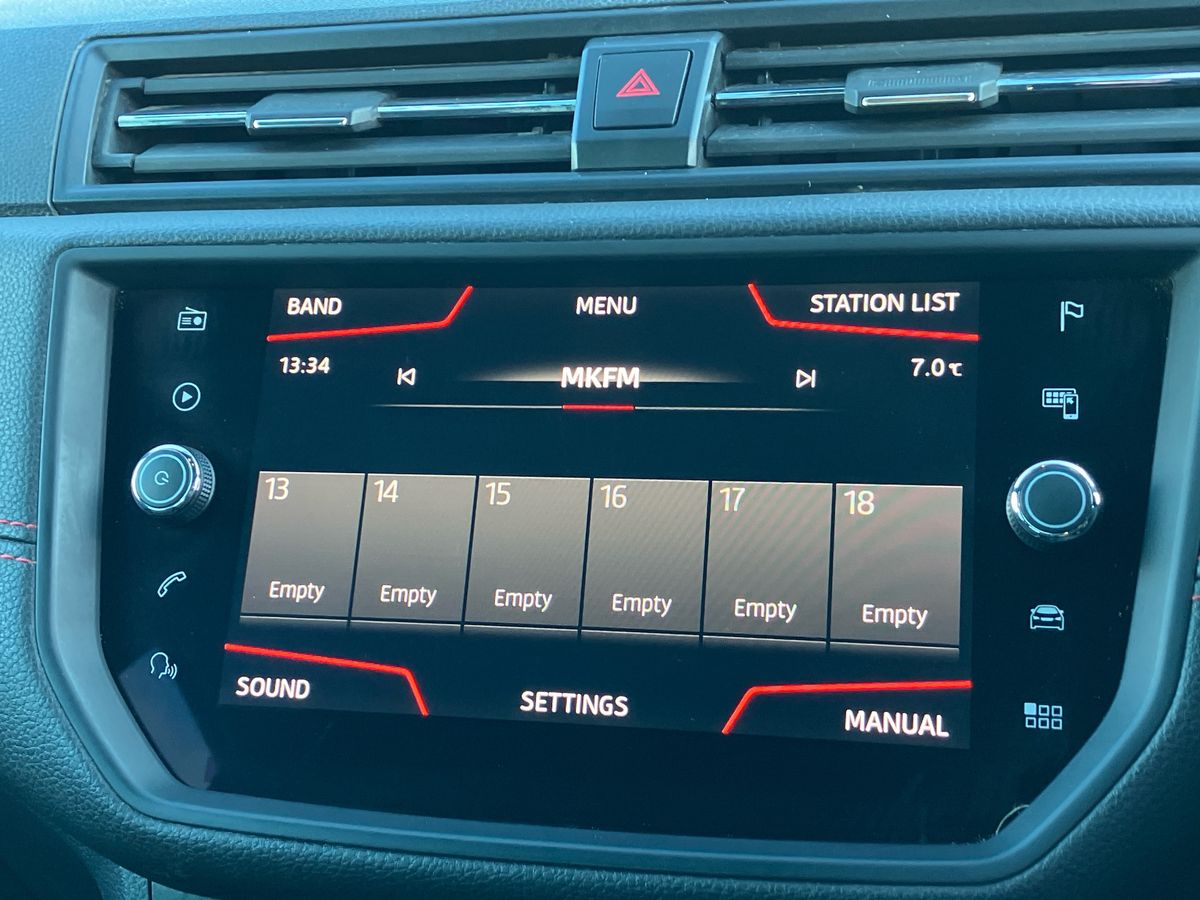 BAND MENU STATION LIST
13:34 MKFM 7.0℃
13 14 15 16 17 18
Empty Empty Empty Empty Empty Empty
SOUND SETTINGS MANUAL